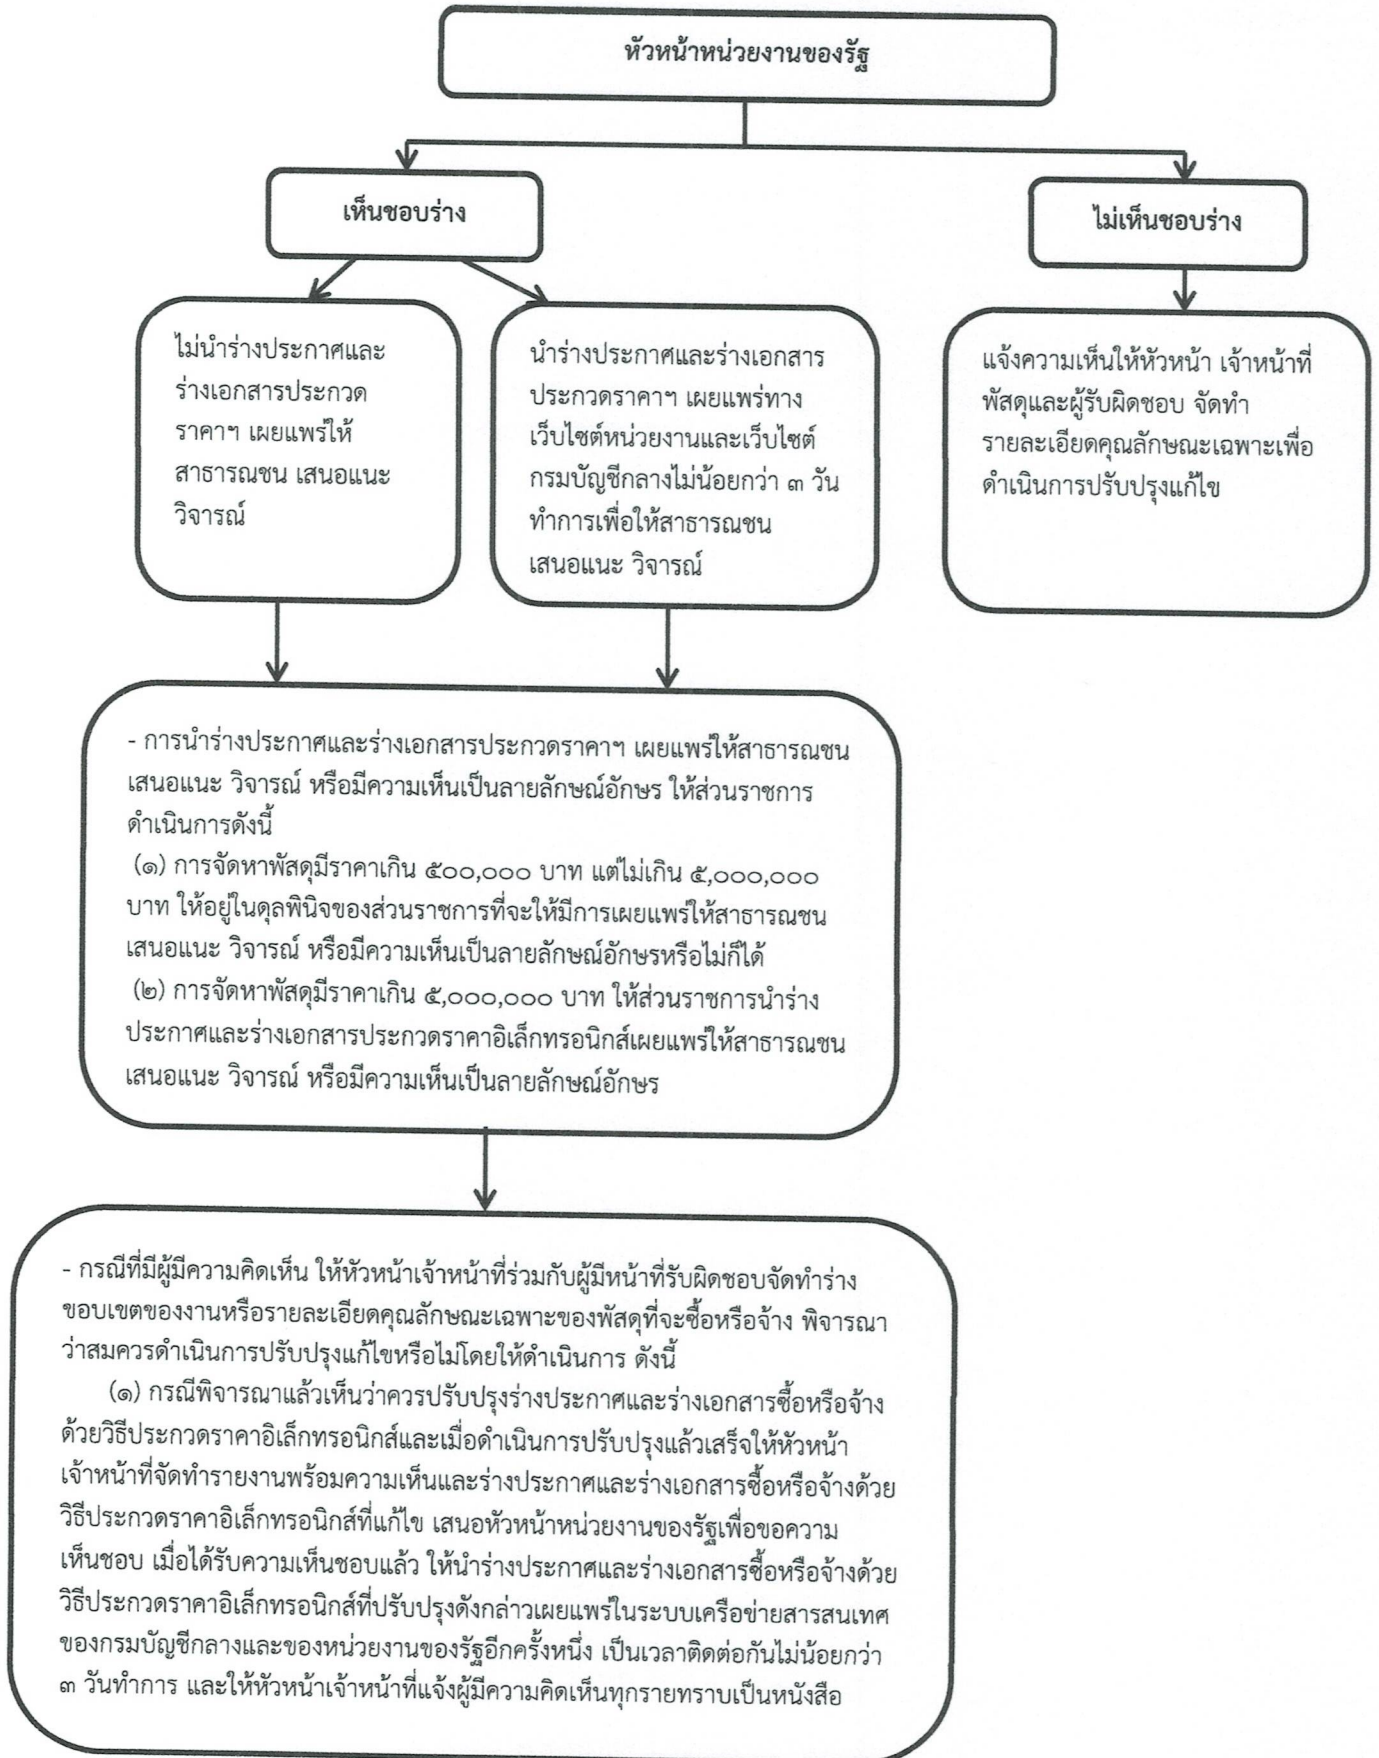 หัวหน้าหน่วยงานของรัฐ
เห็นชอบร่าง
ไม่เห็นชอบร่าง
ไม่นำร่างประกาศและ
ร่างเอกสารประกวด
ราคาฯ เผยแพร่ให้
สาธารณชน เสนอแนะ
วิจารณ์
นำร่างประกาศและร่างเอกสาร
ประกวดราคาฯ เผยแพร่ทาง
เว็บไซต์หน่วยงานและเว็บไซต์
กรมบัญชีกลางไม่น้อยกว่า ๓ วัน
ทำการเพื่อให้สาธารณชน
เสนอแนะ วิจารณ์
แจ้งความเห็นให้หัวหน้า เจ้าหน้าที่
พัสดุและผู้รับผิดชอบ จัดทำ
รายละเอียดคุณลักษณะเฉพาะเพื่อ
ดำเนินการปรับปรุงแก้ไข
- การนำร่างประกาศและร่างเอกสารประกวดราคาฯ เผยแพร่ให้สาธารณชน
เสนอแนะ วิจารณ์ หรือมีความเห็นเป็นลายลักษณ์อักษร ให้ส่วนราชการ
ดำเนินการดังนี้
(๑) การจัดหาพัสดุมีราคาเกิน ๕๐๐,๐๐๐ บาท แต่ไม่เกิน ๕,๐๐๐,๐๐๐
บาท ให้อยู่ในดุลพินิจของส่วนราชการที่จะให้มีการเผยแพร่ให้สาธารณชน
เสนอแนะ วิจารณ์ หรือมีความเห็นเป็นลายลักษณ์อักษรหรือไม่ก็ได้
(๒) การจัดหาพัสดุมีราคาเกิน ๕,๐๐๐,๐๐๐ บาท ให้ส่วนราชการนำร่าง
ประกาศและร่างเอกสารประกวดราคาอิเล็กทรอนิกส์เผยแพร่ให้สาธารณชน
เสนอแนะ วิจารณ์ หรือมีความเห็นเป็นลายลักษณ์อักษร
- กรณีที่มีผู้มีความคิดเห็น ให้หัวหน้าเจ้าหน้าที่ร่วมกับผู้มีหน้าที่รับผิดชอบจัดทำร่าง
ขอบเขตของงานหรือรายละเอียดคุณลักษณะเฉพาะของพัสดุที่จะซื้อหรือจ้าง พิจารณา
ว่าสมควรดำเนินการปรับปรุงแก้ไขหรือไม่โดยให้ดำเนินการ ดังนี้
(๑) กรณีพิจารณาแล้วเห็นว่าควรปรับปรุงร่างประกาศและร่างเอกสารซื้อหรือจ้าง
ด้วยวิธีประกวดราคาอิเล็กทรอนิกส์และเมื่อดำเนินการปรับปรุงแล้วเสร็จให้หัวหน้า
เจ้าหน้าที่จัดทำรายงานพร้อมความเห็นและร่างประกาศและร่างเอกสารซื้อหรือจ้างด้วย
วิธีประกวดราคาอิเล็กทรอนิกส์ที่แก้ไข เสนอหัวหน้าหน่วยงานของรัฐเพื่อขอความ
เห็นชอบ เมื่อได้รับความเห็นชอบแล้ว ให้นำร่างประกาศและร่างเอกสารซื้อหรือจ้างด้วย
วิธีประกวดราคาอิเล็กทรอนิกส์ที่ปรับปรุงดังกล่าวเผยแพร่ในระบบเครือข่ายสารสนเทศ
ของกรมบัญชีกลางและของหน่วยงานของรัฐอีกครั้งหนึ่ง เป็นเวลาติดต่อกันไม่น้อยกว่า
๓ วันทำการ และให้หัวหน้าเจ้าหน้าที่แจ้งผู้มีความคิดเห็นทุกรายทราบเป็นหนังสือ